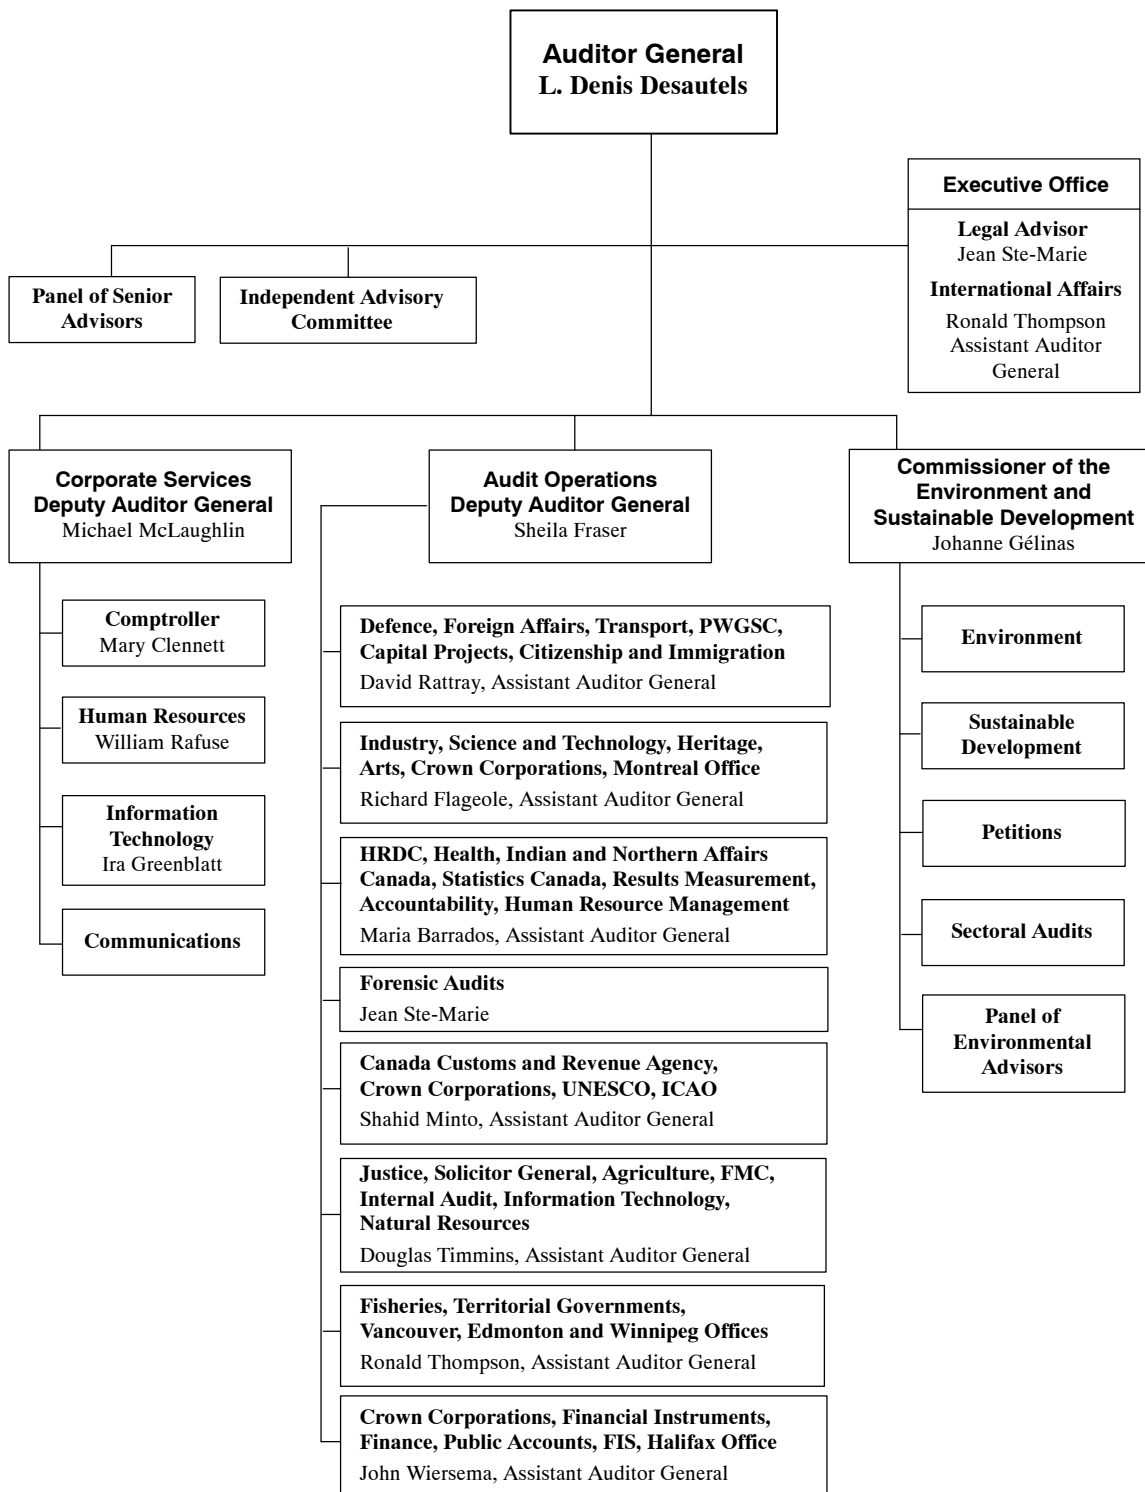 Auditor General
L. Denis Desautels
Executive Office
Legal Advisor
Jean Ste-Marie
International Affairs
Ronald Thompson
Assistant Auditor
General
Panel of Senior
Advisors
Independent Advisory
Committee
Corporate Services
Deputy Auditor General
Michael McLaughlin
Comptroller
Mary Clennett
Human Resources
William Rafuse
Information
Technology
Ira Greenblatt
Communications
Audit Operations
Deputy Auditor General
Sheila Fraser
Defence, Foreign Affairs, Transport, PWGSC,
Capital Projects, Citizenship and Immigration
David Rattray, Assistant Auditor General
Industry, Science and Technology, Heritage,
Arts, Crown Corporations, Montreal Office
Richard Flageole, Assistant Auditor General
HRDC, Health, Indian and Northern Affairs
Canada, Statistics Canada, Results Measurement,
Accountability, Human Resource Management
Maria Barrados, Assistant Auditor General
Forensic Audits
Jean Ste-Marie
Canada Customs and Revenue Agency,
Crown Corporations, UNESCO, ICAO
Shahid Minto, Assistant Auditor General
Justice, Solicitor General, Agriculture, FMC,
Internal Audit, Information Technology,
Natural Resources
Douglas Timmins, Assistant Auditor General
Fisheries, Territorial Governments,
Vancouver, Edmonton and Winnipeg Offices
Ronald Thompson, Assistant Auditor General
Crown Corporations, Financial Instruments,
Finance, Public Accounts, FIS, Halifax Office
John Wiersema, Assistant Auditor General
Commissioner of the
Environment and
Sustainable Development
Johanne Gélinas
Environment
Sustainable
Development
Petitions
Sectoral Audits
Panel of
Environmental
Advisors